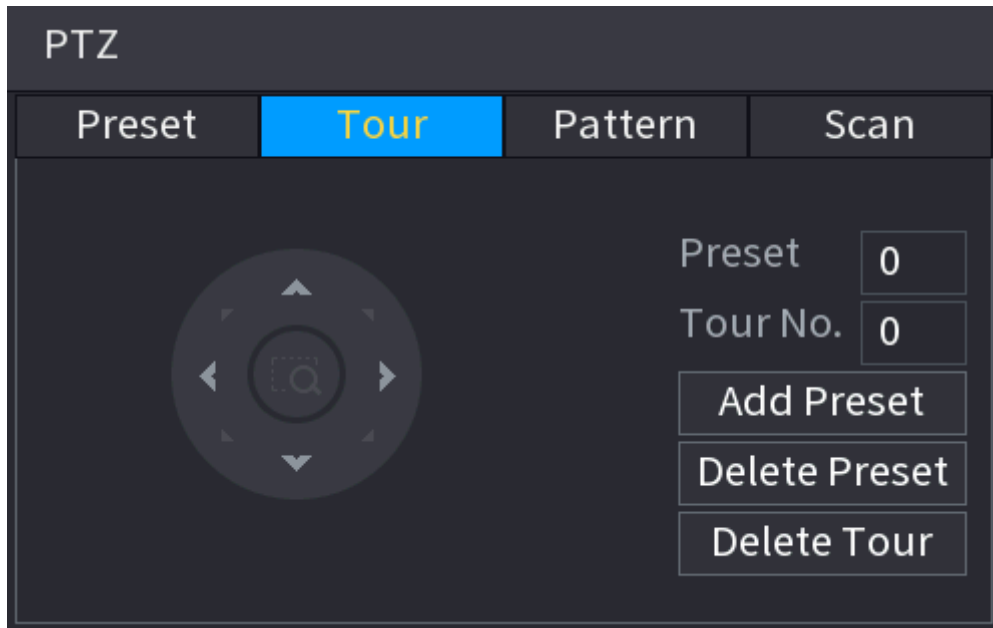 PTZ
Preset Tour Pattern Scan
Preset 0
Tour No. 0
Add Preset
Delete Preset
Delete Tour